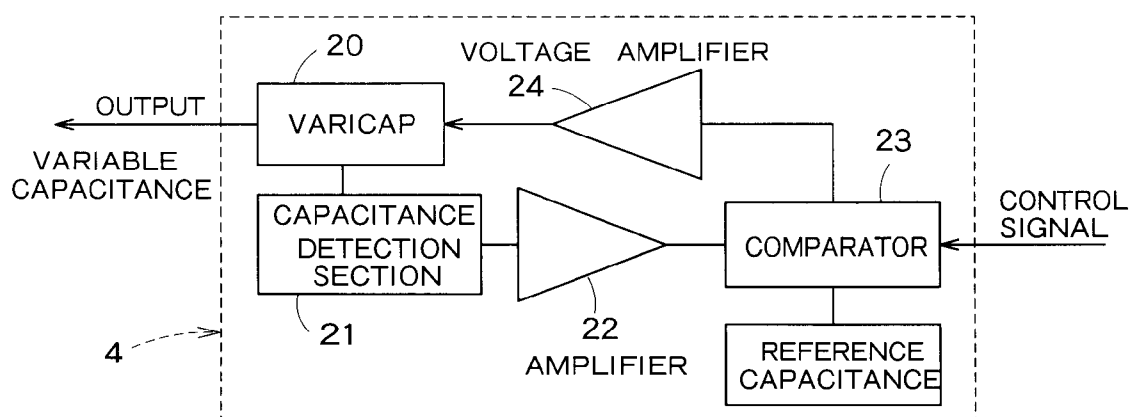 20
VOLTAGE AMPLIFIER
24
OUTPUT
VARICAP
VARIABLE
CAPACITANCE
23
CAPACITANCE
DETECTION
SECTION
COMPARATOR
CONTROL
SIGNAL
21
22
AMPLIFIER
4
REFERENCE
CAPACITANCE